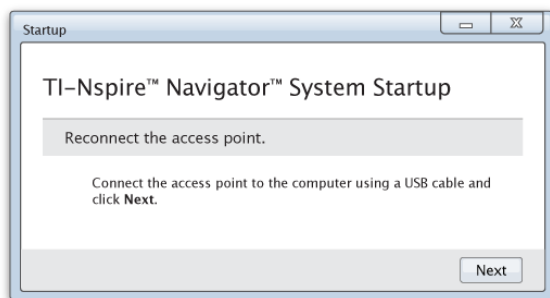 Startup
TI-Nspire™ Navigator™ System Startup
Reconnect the access point.
Connect the access point to the computer using a USB cable and
click Next.
Next